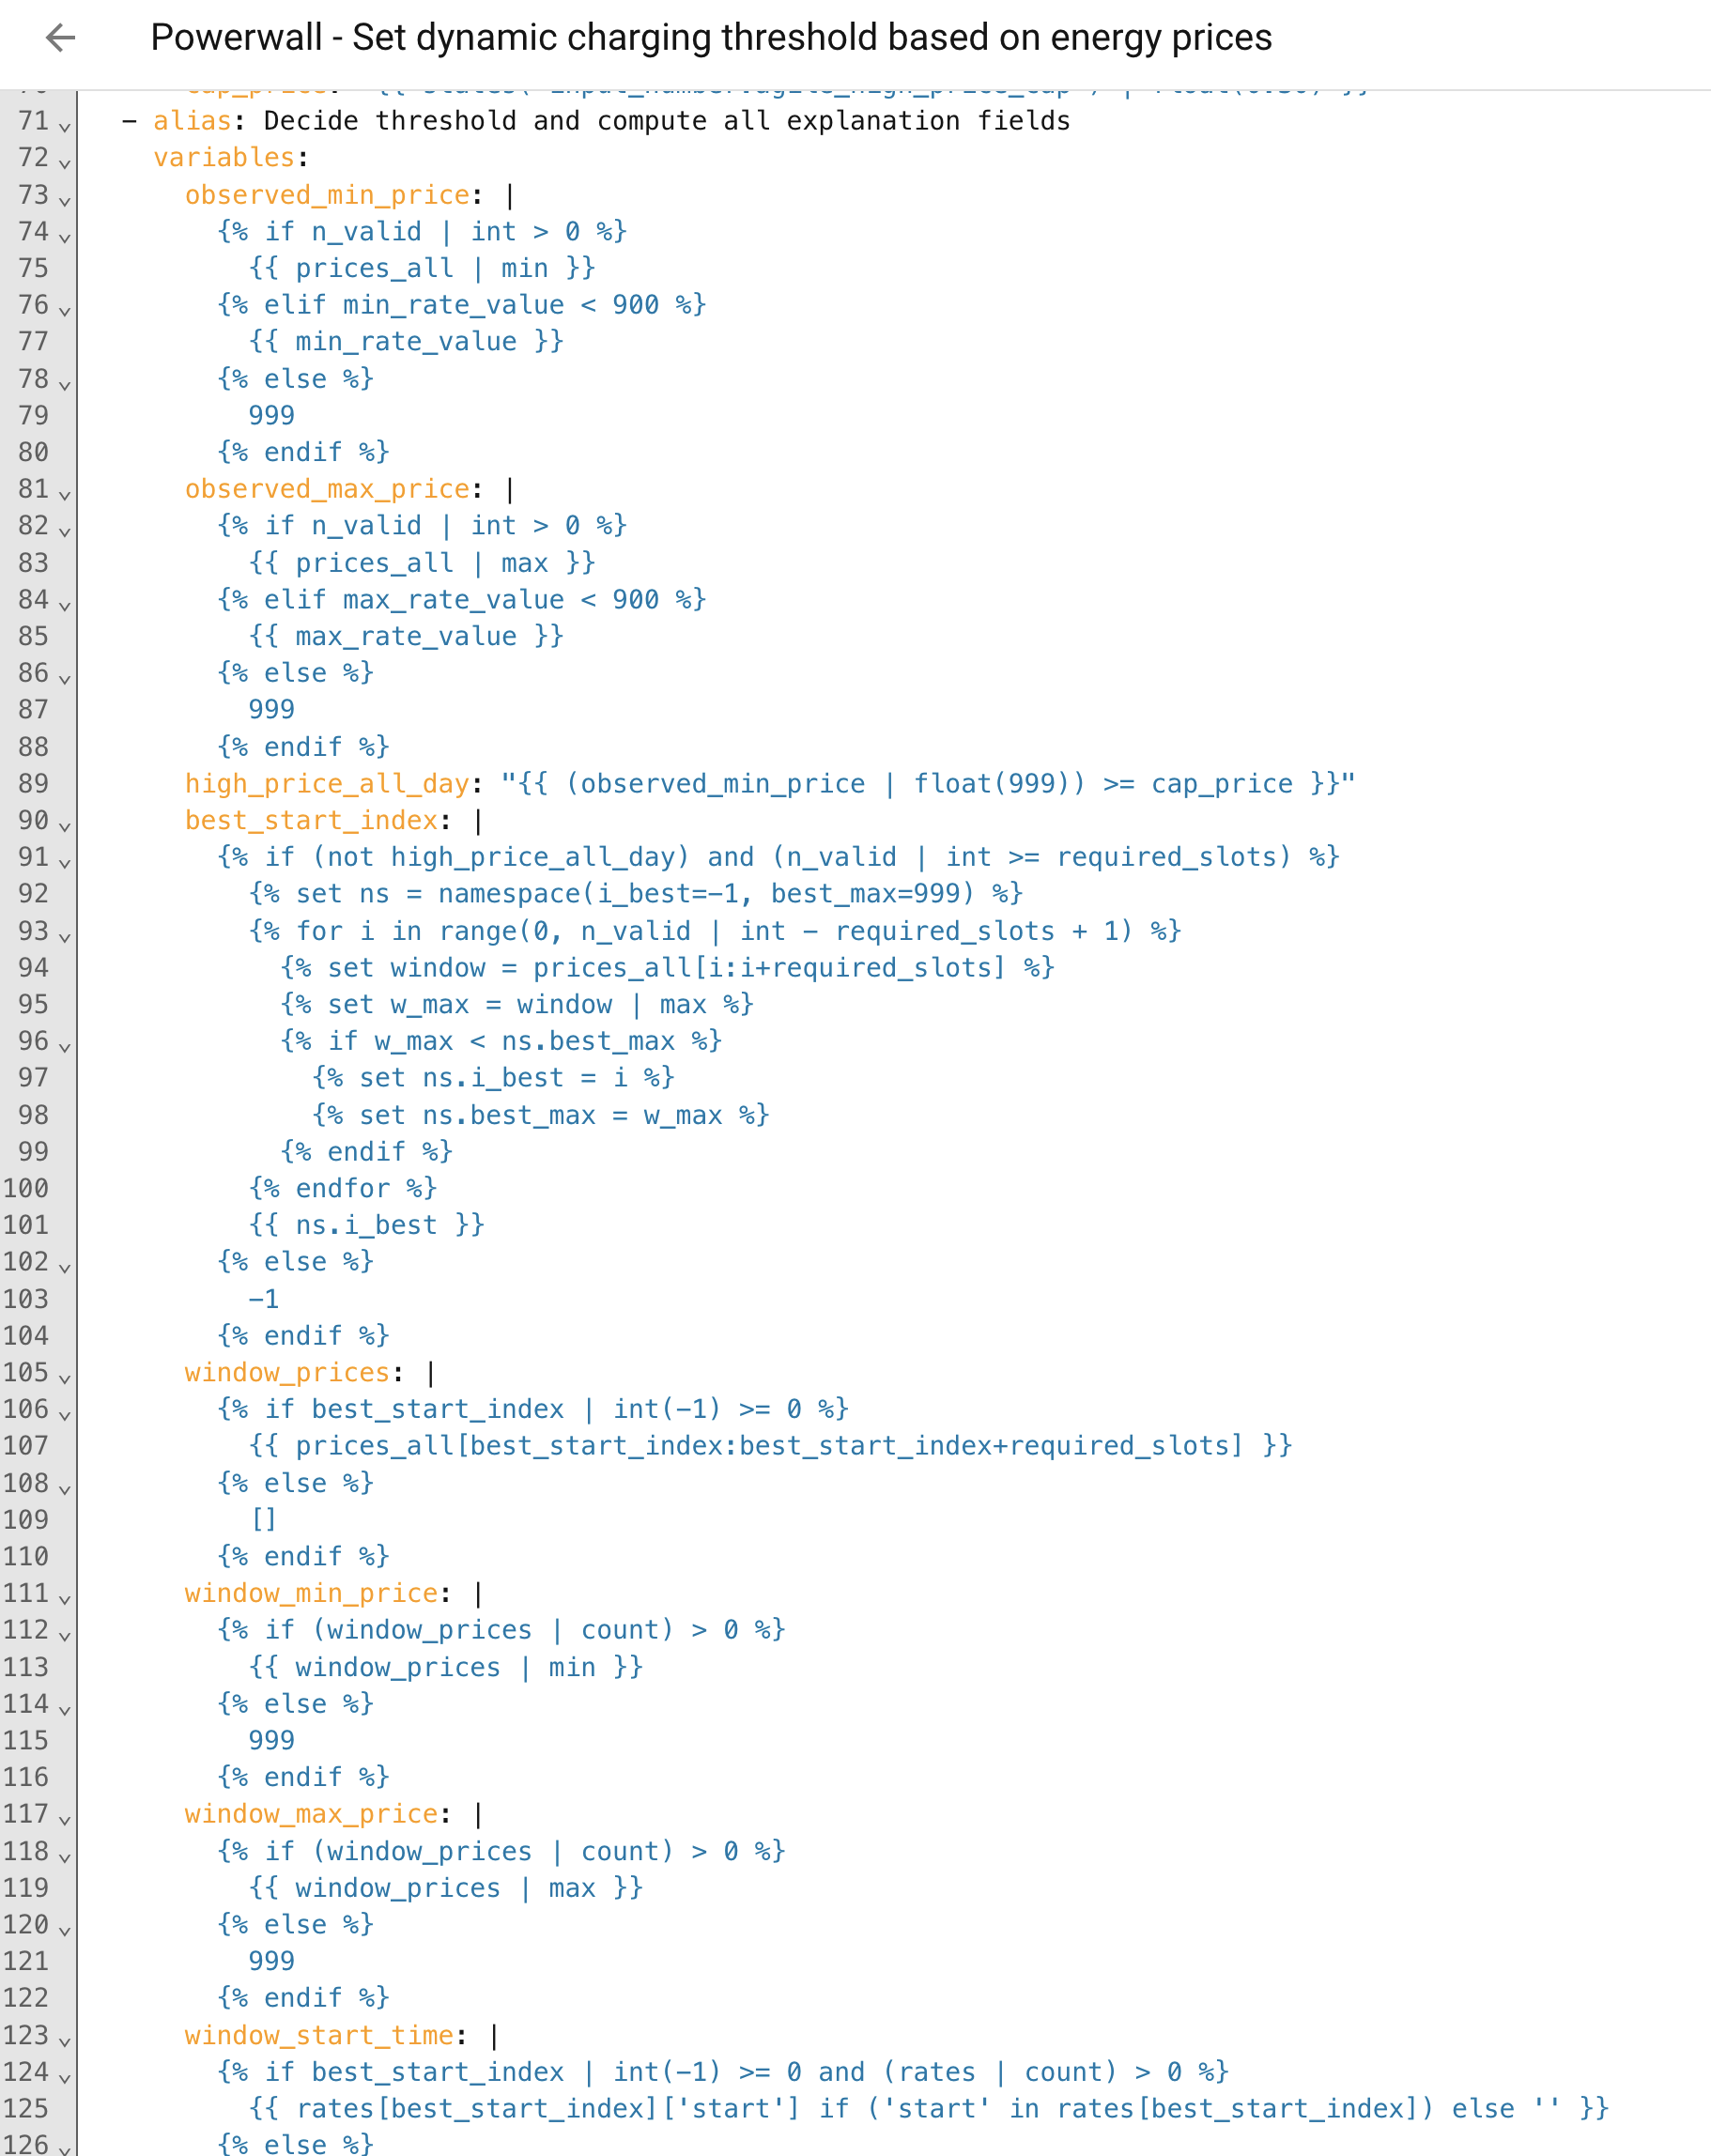 Powerwall - Set dynamic charging threshold based on energy prices
71 - alias: Decide threshold and compute all explanation fields
72 variables:
73 observed_min_price: |
74 {% if n_valid | int > 0 %}
75 {{ prices_all | min }}
76 {% elif min_rate_value < 900 %}
77 {{ min_rate_value }}
78 {% else %}
79 999
80 {% endif %}
81 observed_max_price: |
82 {% if n_valid | int > 0 %}
83 {{ prices_all | max }}
84 {% elif max_rate_value < 900 %}
85 {{ max_rate_value }}
86 {% else %}
87 999
88 {% endif %}
89 high_price_all_day: "{{ (observed_min_price | float(999)) >= cap_price }}"
90 best_start_index: |
91 {% if (not high_price_all_day) and (n_valid | int >= required_slots) %}
92 {% set ns = namespace(i_best=-1, best_max=999) %}
93 {% for i in range(0, n_valid | int - required_slots + 1) %}
94 {% set window = prices_all[i:i+required_slots] %}
95 {% set w_max = window | max %}
96 {% if w_max < ns.best_max %}
97 {% set ns.i_best = i %}
98 {% set ns.best_max = w_max %}
99 {% endif %}
100 {% endfor %}
101 {{ ns.i_best }}
102 {% else %}
103 -1
104 {% endif %}
105 window_prices: |
106 {% if best_start_index | int(-1) >= 0 %}
107 {{ prices_all[best_start_index:best_start_index+required_slots] }}
108 {% else %}
109 []
110 {% endif %}
111 window_min_price: |
112 {% if (window_prices | count) > 0 %}
113 {{ window_prices | min }}
114 {% else %}
115 999
116 {% endif %}
117 window_max_price: |
118 {% if (window_prices | count) > 0 %}
119 {{ window_prices | max }}
120 {% else %}
121 999
122 {% endif %}
123 window_start_time: |
124 {% if best_start_index | int(-1) >= 0 and (rates | count) > 0 %}
125 {{ rates[best_start_index]['start'] if ('start' in rates[best_start_index]) else '' }}
126 {% else %}